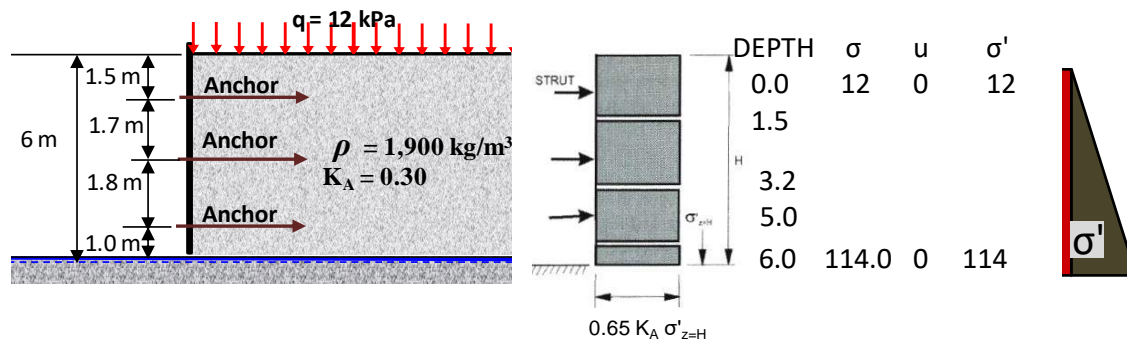 q = 12 kPa
1.5 m
Anchor
1.7 m
6 m
Anchor
ρ = 1,900 kg/m³
K_A = 0.30
1.8 m
Anchor
1.0 m
STRUT
H
σ'z=H
0.65 K_A σ'z=H
DEPTH σ u σ'
0.0 12 0 12
1.5
3.2
5.0
6.0 114.0 0 114
σ'